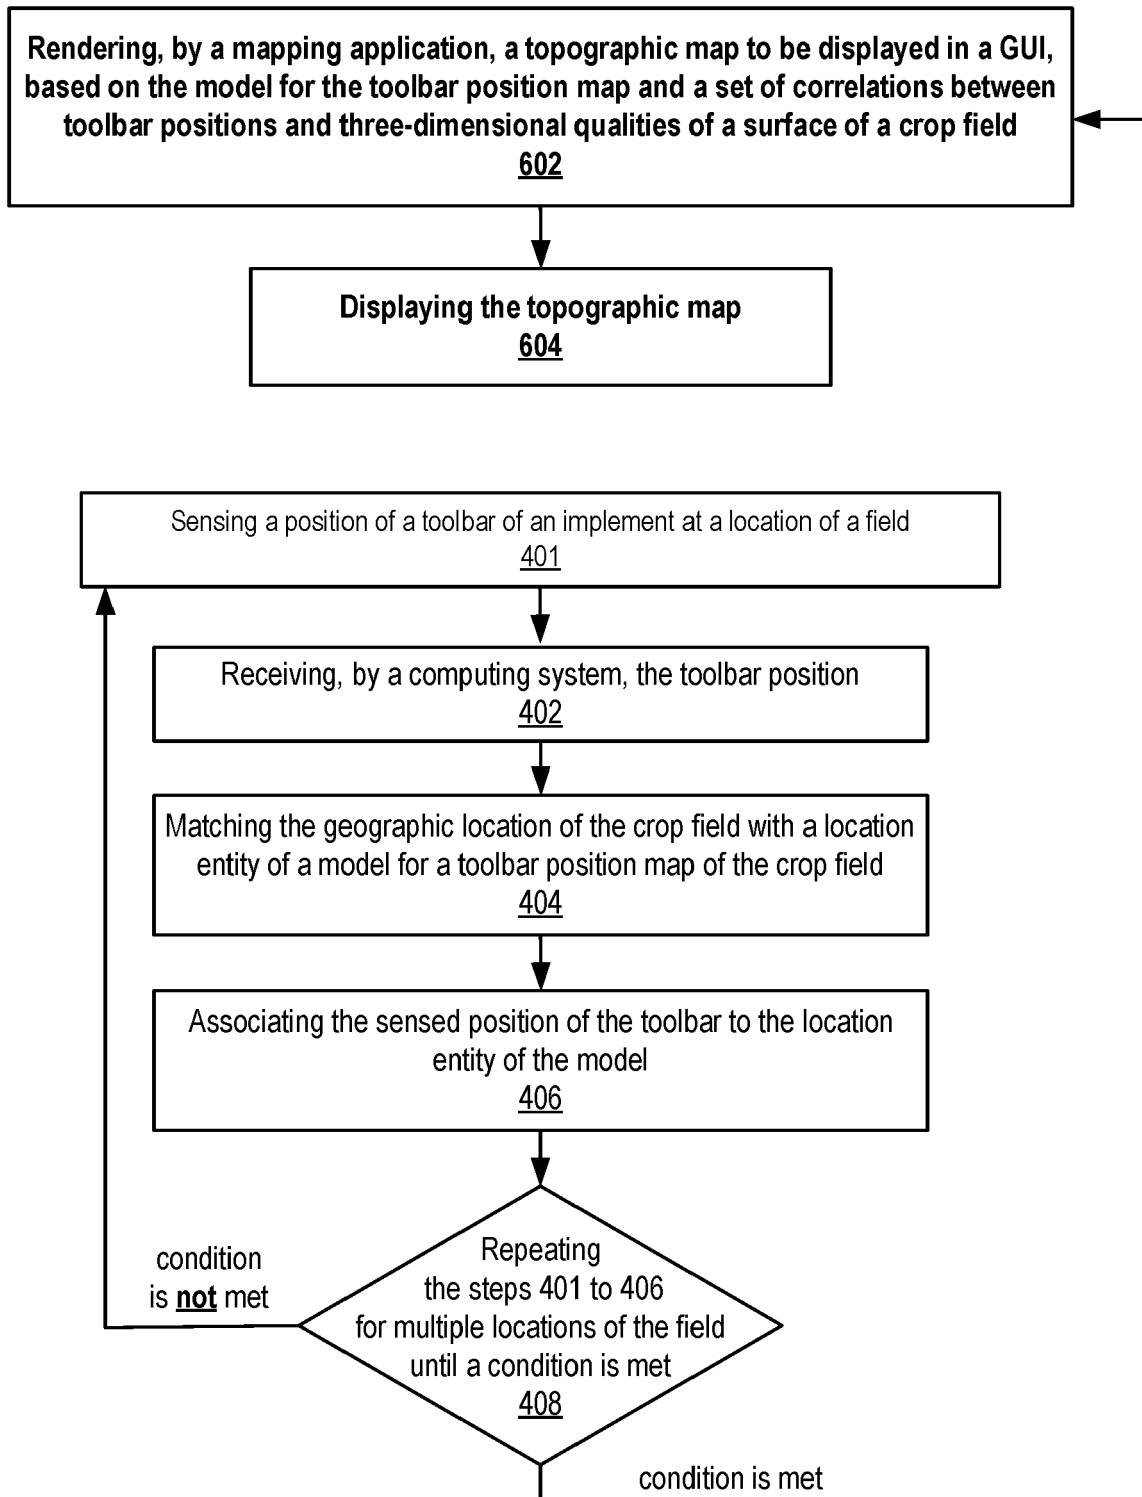 Rendering, by a mapping application, a topographic map to be displayed in a GUI,
based on the model for the toolbar position map and a set of correlations between
toolbar positions and three-dimensional qualities of a surface of a crop field
602
Displaying the topographic map
604
Sensing a position of a toolbar of an implement at a location of a field
401
Receiving, by a computing system, the toolbar position
402
Matching the geographic location of the crop field with a location
entity of a model for a toolbar position map of the crop field
404
Associating the sensed position of the toolbar to the location
entity of the model
406
condition
is not met
Repeating
the steps 401 to 406
for multiple locations of the field
until a condition is met
408
condition is met